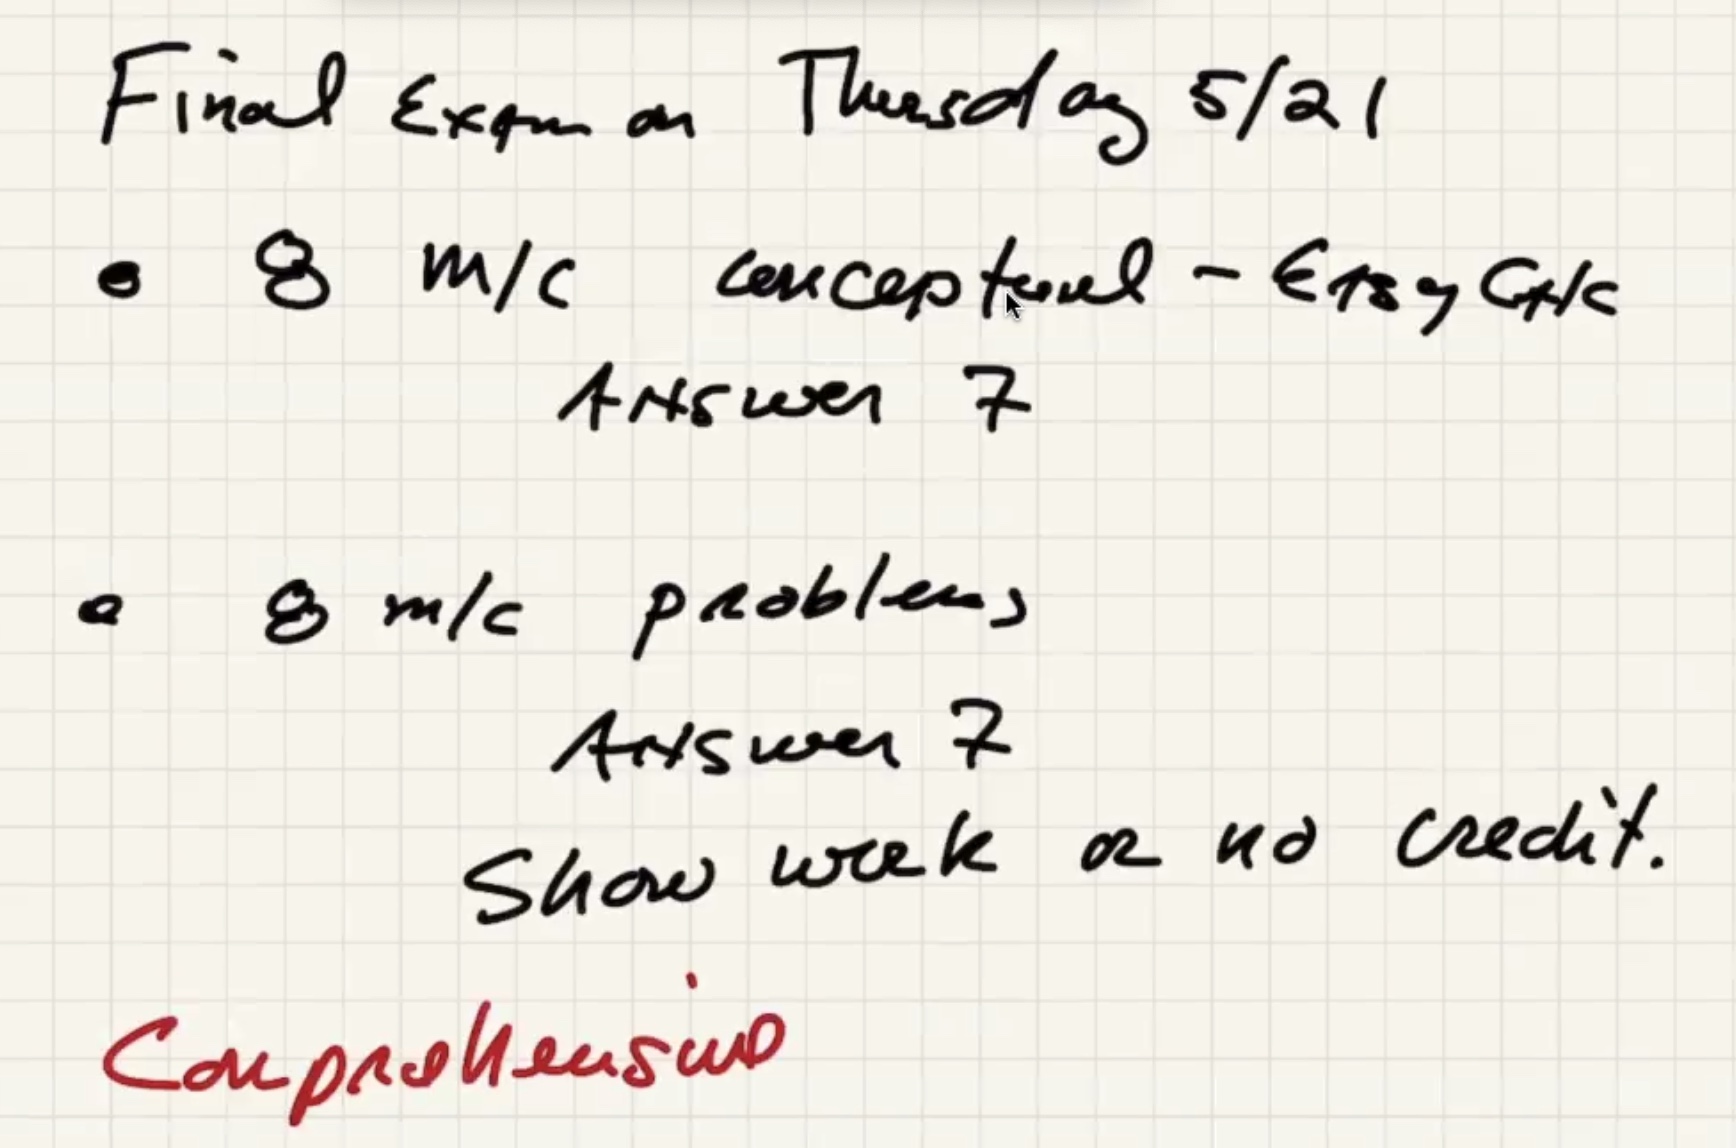 Final Exam on Thursday 5/21
• 8 m/c conceptual - Easy Calc
Answer 7
• 8 m/c problems
Answer 7
Show work or no credit.
Comprehensive